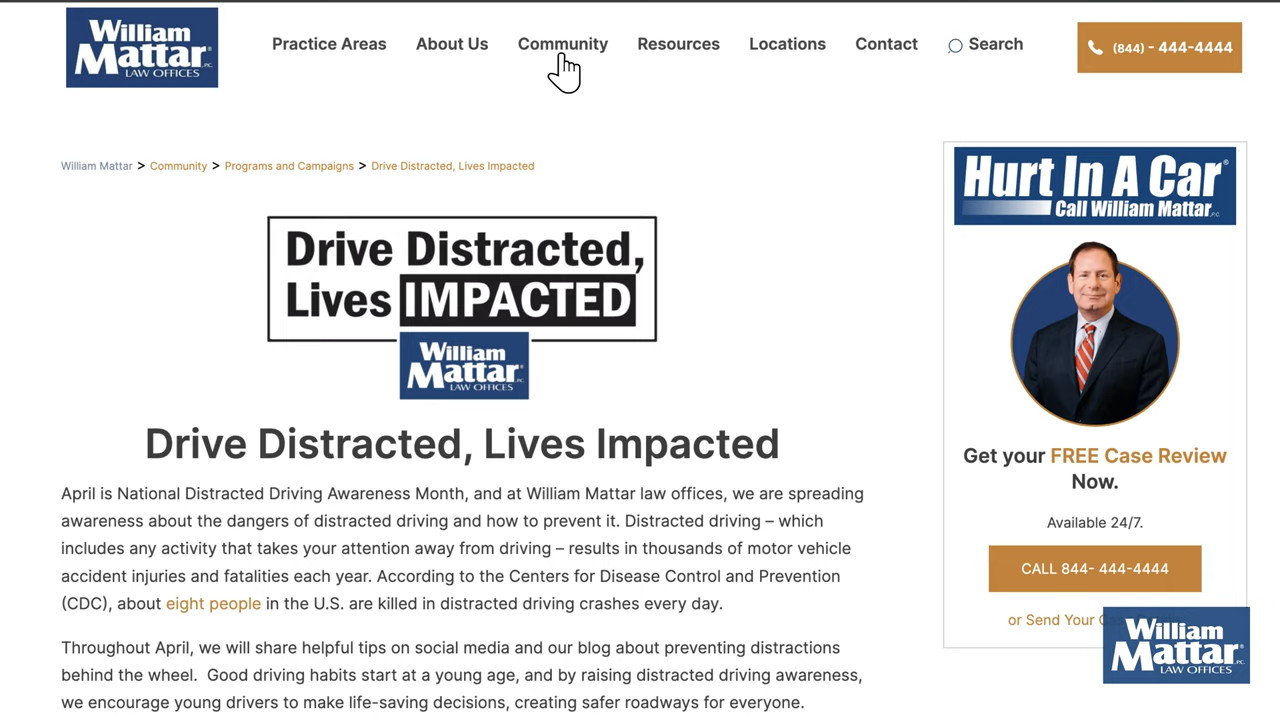 William
Mattar P.C.
LAW OFFICES
Practice Areas
About Us
Community
Resources
Locations
Contact
Search
(844) - 444-4444
William Mattar > Community > Programs and Campaigns > Drive Distracted, Lives Impacted
Drive Distracted,
Lives IMPACTED
William
Mattar P.C.
LAW OFFICES
Drive Distracted, Lives Impacted
April is National Distracted Driving Awareness Month, and at William Mattar law offices, we are spreading
awareness about the dangers of distracted driving and how to prevent it. Distracted driving – which
includes any activity that takes your attention away from driving – results in thousands of motor vehicle
accident injuries and fatalities each year. According to the Centers for Disease Control and Prevention
(CDC), about eight people in the U.S. are killed in distracted driving crashes every day.
Throughout April, we will share helpful tips on social media and our blog about preventing distractions
behind the wheel.  Good driving habits start at a young age, and by raising distracted driving awareness,
we encourage young drivers to make life-saving decisions, creating safer roadways for everyone.
Hurt In A Car®
Call William Mattar P.C.
Get your FREE Case Review
Now.
Available 24/7.
CALL 844- 444-4444
or Send Your
William
Mattar P.C.
LAW OFFICES